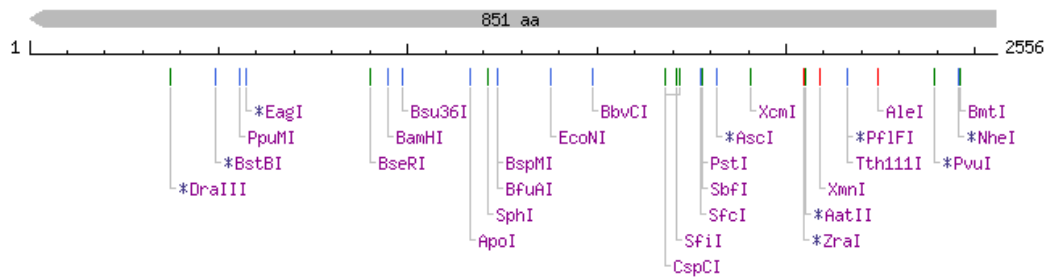 851 aa
1 2556
*EagI Bsu36I BbvCI XcmI AleI BmtI
PpuMI BamHI EcoNI *AscI *PflFI *NheI
*BstBI BseRI BspMI PstI Tth111I *PvuI
*DraIII BfuAI SbfI XmnI
SphI SfcI *AatII
ApoI SfiI *ZraI
CspCI